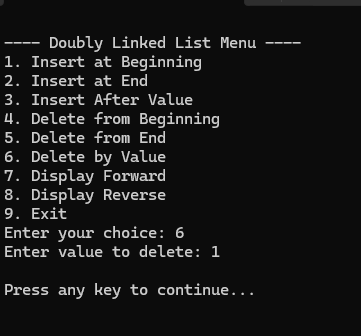 ---- Doubly Linked List Menu ----
1. Insert at Beginning
2. Insert at End
3. Insert After Value
4. Delete from Beginning
5. Delete from End
6. Delete by Value
7. Display Forward
8. Display Reverse
9. Exit
Enter your choice: 6
Enter value to delete: 1
Press any key to continue...